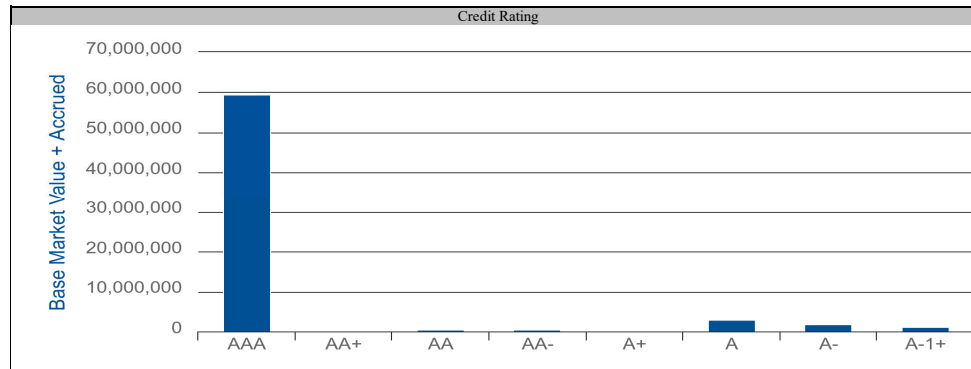 Credit Rating
Base Market Value + Accrued
70,000,000
60,000,000
50,000,000
40,000,000
30,000,000
20,000,000
10,000,000
0
AAA AA+ AA AA- A+ A A- A-1+